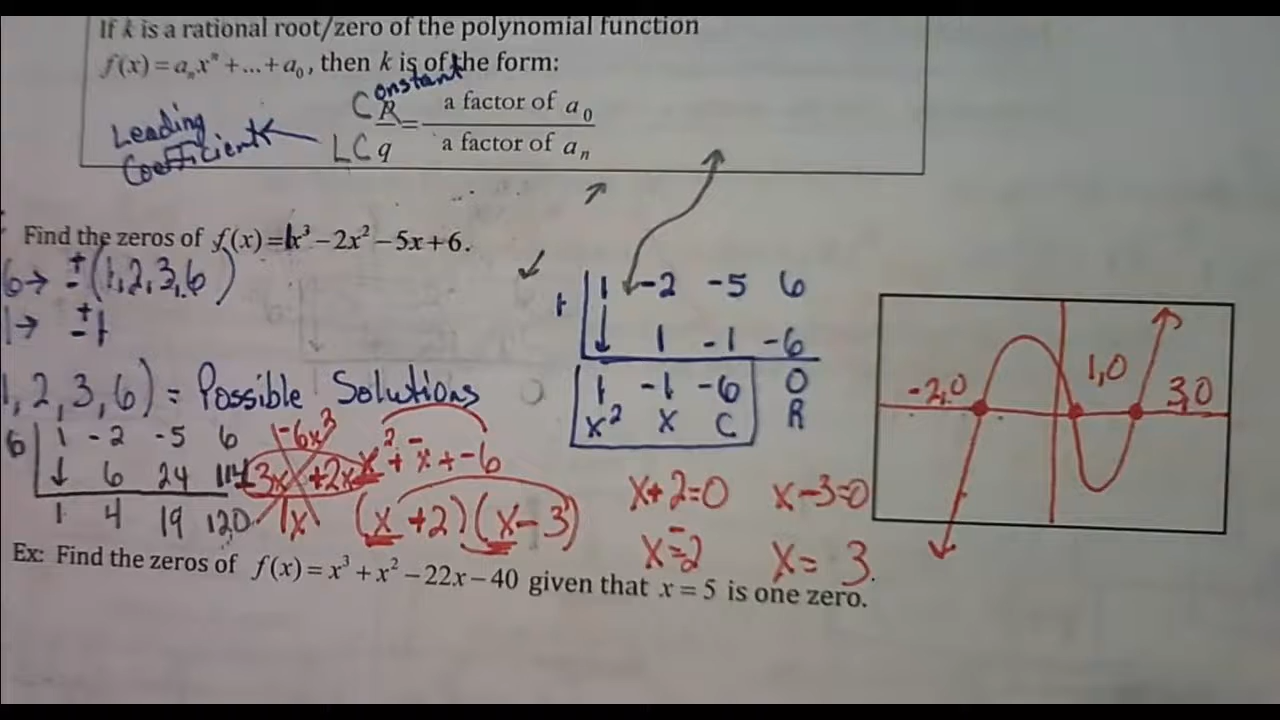 If k is a rational root/zero of the polynomial function
f(x) = aₙxⁿ + ... + a₀, then k is of the form:
Constant
Leading Coefficient
C R = a factor of a₀
LC q a factor of aₙ
Find the zeros of f(x) = 1x³ − 2x² − 5x + 6.
6 → ± (1, 2, 3, 6)
1 → ± 1
1, 2, 3, 6) = Possible Solutions
6 | 1 -2 -5 6
↓ 6 24 114
1 4 19 120
1 | 1 -2 -5 6
↓ 1 -1 -6
1 -1 -6 0
x² x C R
-6x²
-3x +2x
1x
x² + -x + -6
(x + 2)(x − 3)
x + 2 = 0 x − 3 = 0
x = -2 x = 3
-2,0 1,0 3,0
Ex: Find the zeros of f(x) = x³ + x² − 22x − 40 given that x = 5 is one zero.